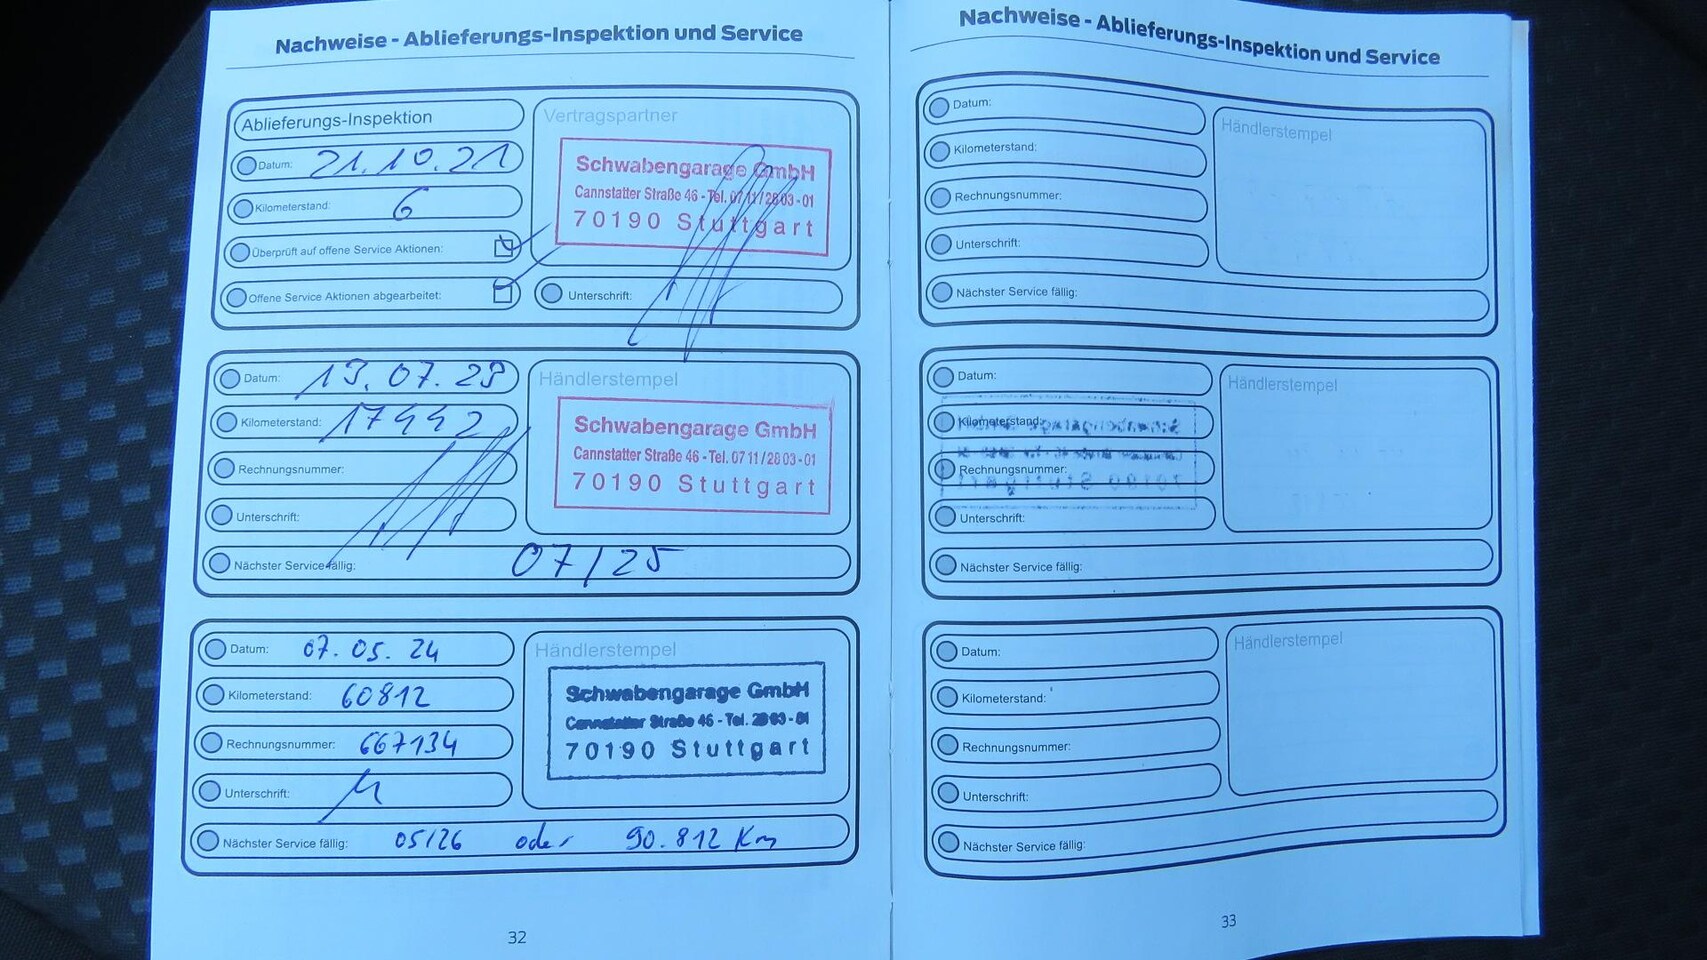 Nachweise - Ablieferungs-Inspektion und Service
Ablieferungs-Inspektion
Datum: 21.10.21
Kilometerstand: 6
Überprüft auf offene Service Aktionen:
Offene Service Aktionen abgearbeitet:
Vertragspartner
Schwabengarage GmbH
Cannstatter Straße 46 - Tel. 0711/2803-01
70190 Stuttgart
Unterschrift:
Datum: 13.07.23
Kilometerstand: 17442
Rechnungsnummer:
Unterschrift:
Händlerstempel
Schwabengarage GmbH
Cannstatter Straße 46 - Tel. 0711/2803-01
70190 Stuttgart
Nächster Service fällig: 07/25
Datum: 07.05.24
Kilometerstand: 60812
Rechnungsnummer: 667134
Unterschrift:
Händlerstempel
Schwabengarage GmbH
Cannstatter Straße 46 - Tel. 2803-01
70190 Stuttgart
Nächster Service fällig: 05/26 oder 90.812 Km
32
Nachweise - Ablieferungs-Inspektion und Service
Datum:
Kilometerstand:
Rechnungsnummer:
Unterschrift:
Händlerstempel
Nächster Service fällig:
Datum:
Kilometerstand:
Rechnungsnummer:
Unterschrift:
Händlerstempel
Nächster Service fällig:
Datum:
Kilometerstand:
Rechnungsnummer:
Unterschrift:
Händlerstempel
Nächster Service fällig:
33